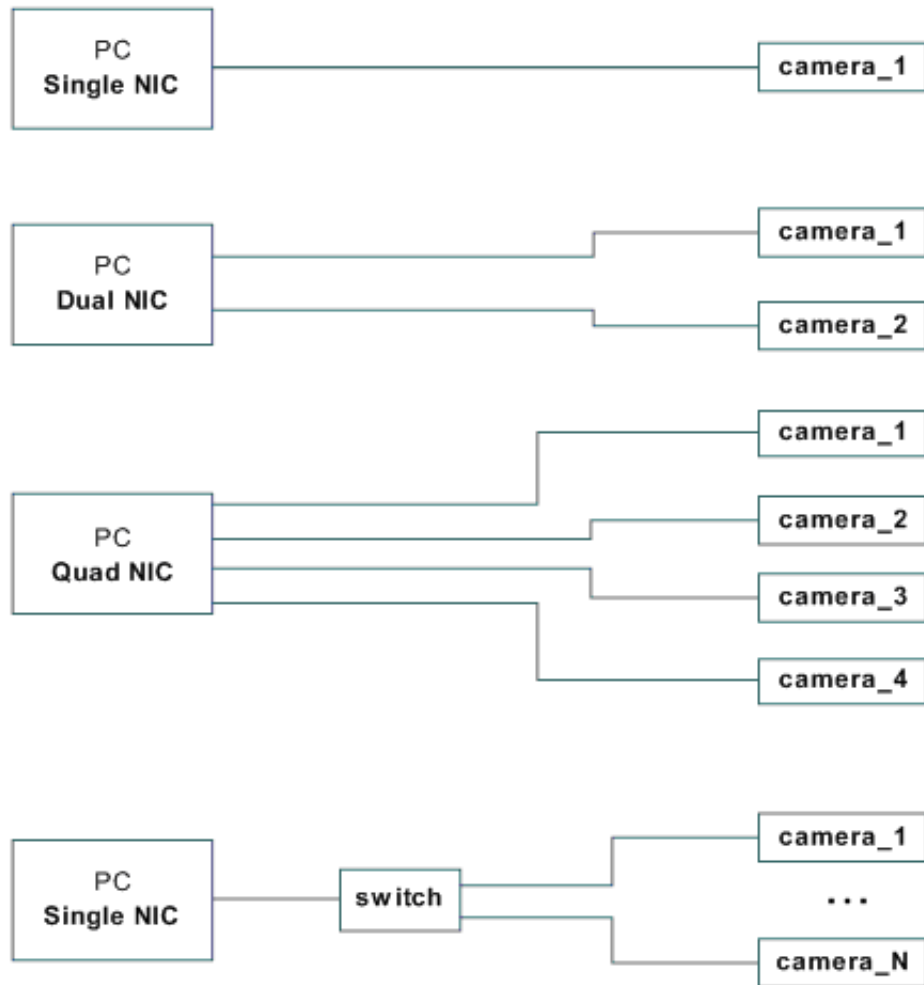 PC
Single NIC
camera_1
PC
Dual NIC
camera_1
camera_2
PC
Quad NIC
camera_1
camera_2
camera_3
camera_4
PC
Single NIC
switch
camera_1
...
camera_N